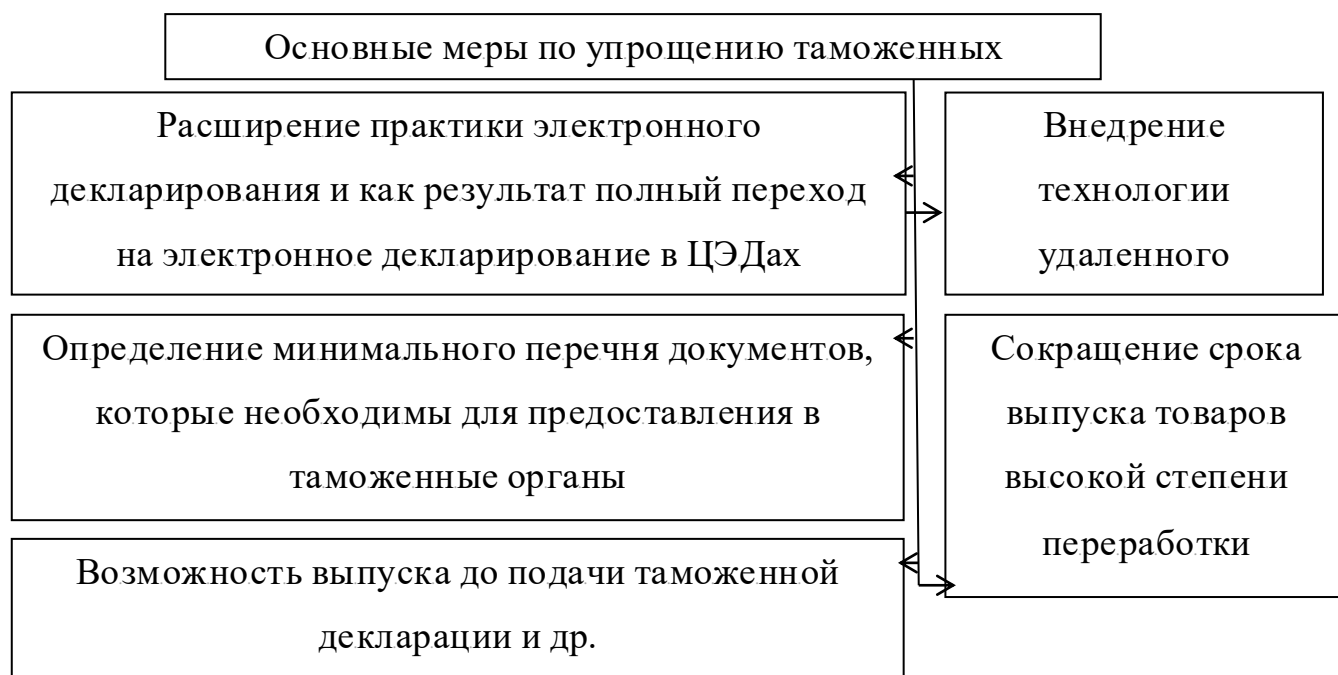 Основные меры по упрощению таможенных
Расширение практики электронного
декларирования и как результат полный переход
на электронное декларирование в ЦЭДах
Внедрение
технологии
удаленного
Определение минимального перечня документов,
которые необходимы для предоставления в
таможенные органы
Сокращение срока
выпуска товаров
высокой степени
переработки
Возможность выпуска до подачи таможенной
декларации и др.